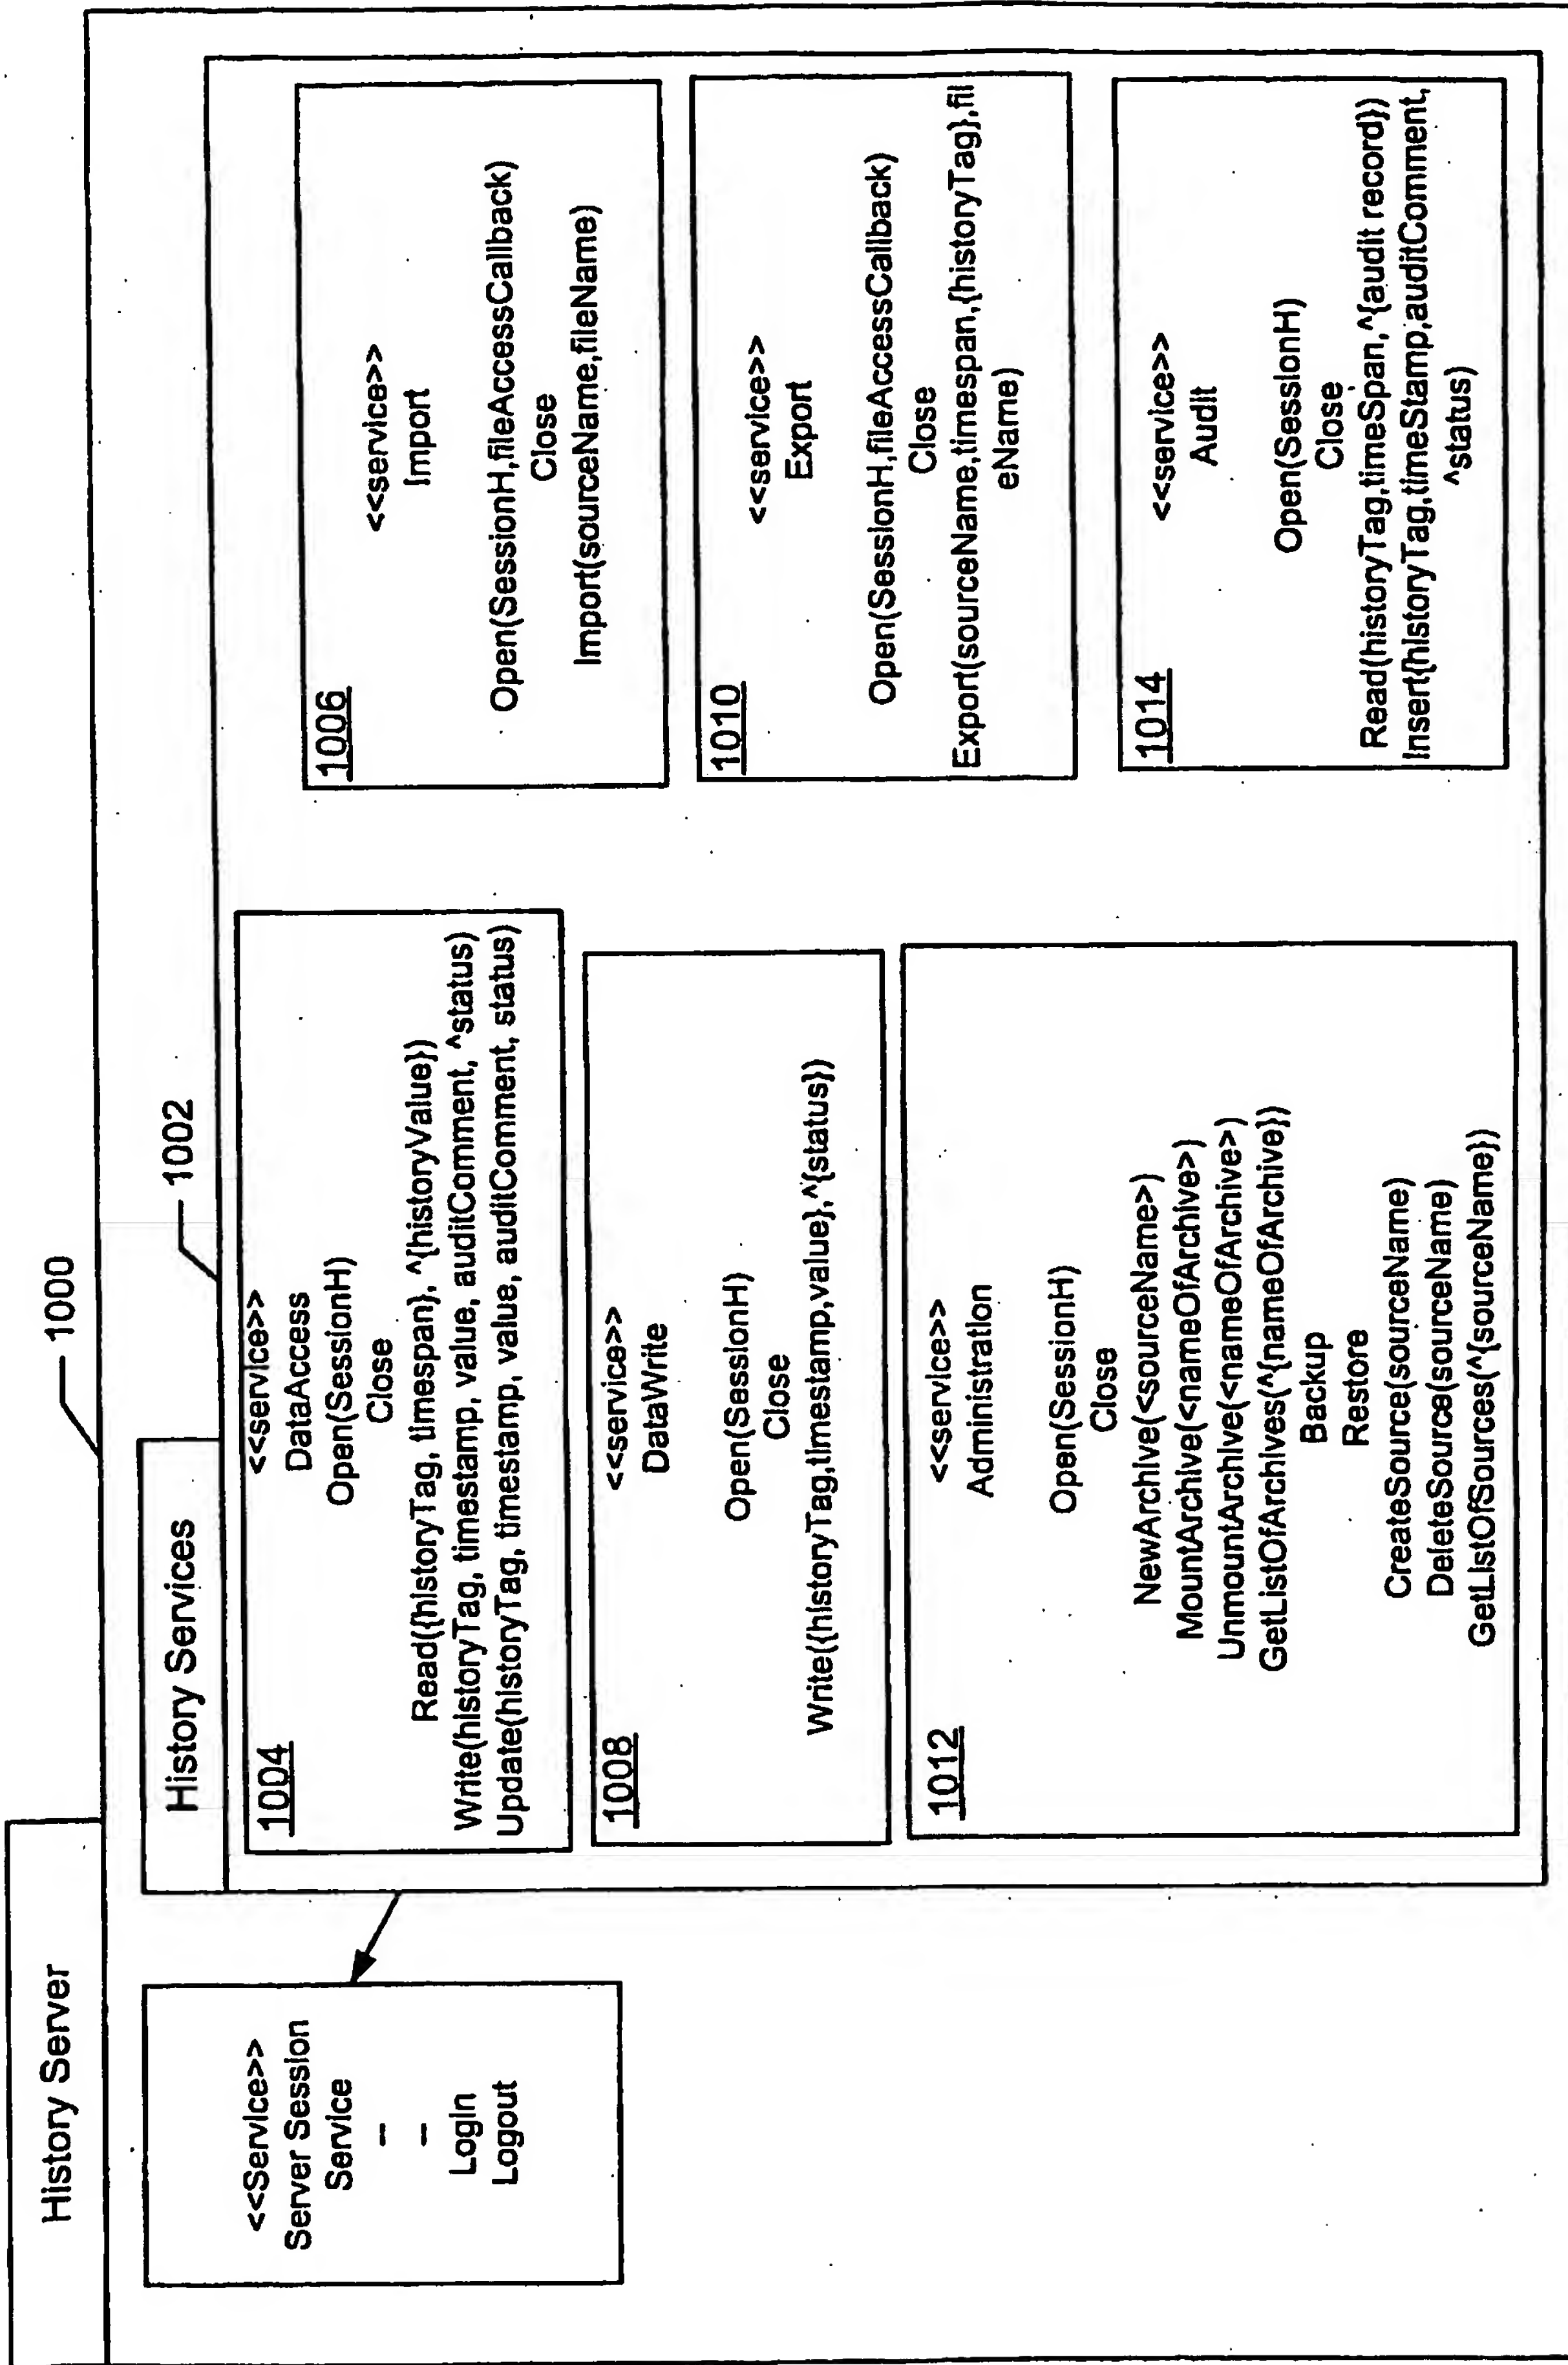 History Server
1000
<<Service>>
Server Session
Service
--
--
Login
Logout
History Services
1002
1004
<<service>>
DataAccess
Open(SessionH)
Close
Read({historyTag, timespan}, ^{historyValue})
Write(historyTag, timestamp, value, auditComment, ^status)
Update(historyTag, timestamp, value, auditComment, status)
1006
<<service>>
Import
Open(SessionH,fileAccessCallback)
Close
Import(sourceName,fileName)
1008
<<service>>
DataWrite
Open(SessionH)
Close
Write({historyTag,timestamp,value},^{status})
1010
<<service>>
Export
Open(SessionH,fileAccessCallback)
Close
Export(sourceName,timespan,{historyTag},fil
eName)
1012
<<service>>
Administration
Open(SessionH)
Close
NewArchive(<sourceName>)
MountArchive(<nameOfArchive>)
UnmountArchive(<nameOfArchive>)
GetListOfArchives(^{nameOfArchive})
Backup
Restore
CreateSource(sourceName)
DeleteSource(sourceName)
GetListOfSources(^{sourceName})
1014
<<service>>
Audit
Open(SessionH)
Close
Read(historyTag,timeSpan,^{audit record})
Insert{historyTag,timeStamp,auditComment,
^status)